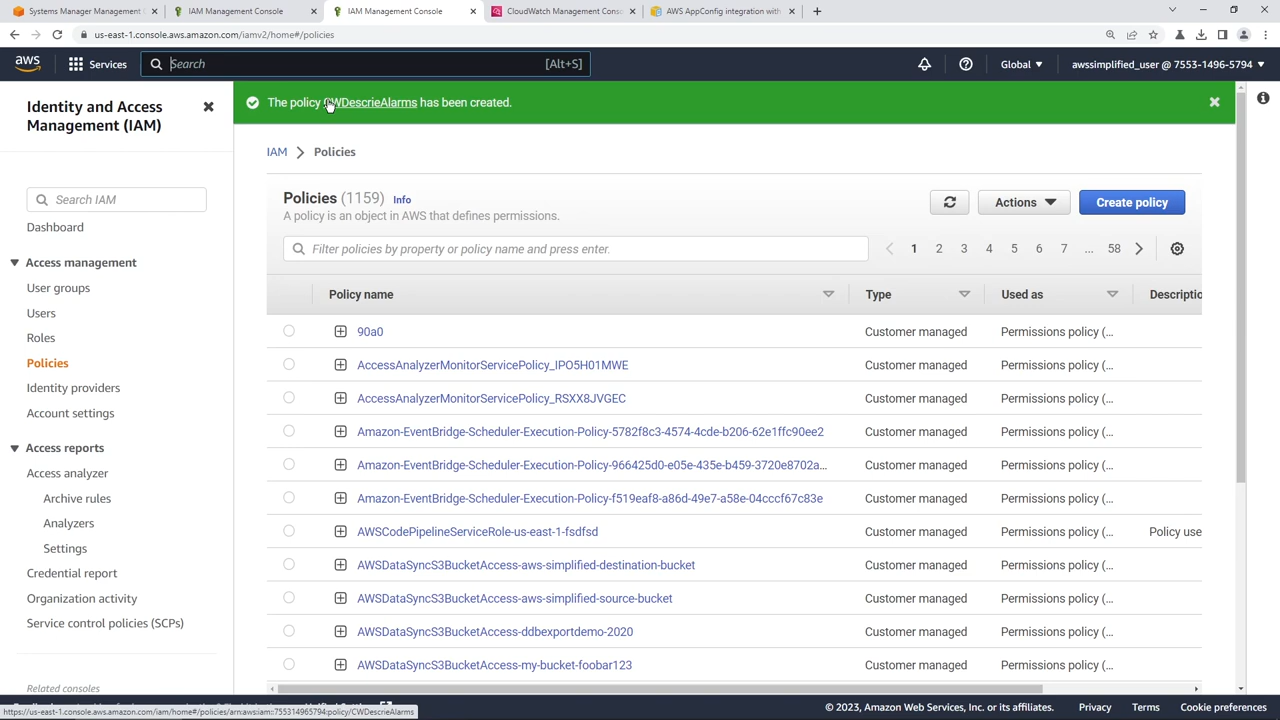 Systems Manager Management C
IAM Management Console
IAM Management Console
CloudWatch Management Cons
AWS AppConfig integration with
us-east-1.console.aws.amazon.com/iamv2/home#/policies
aws
Services
Search
[Alt+S]
Global
awssimplified_user @ 7553-1496-5794
Identity and Access
Management (IAM)
The policy CWDescrieAlarms has been created.
IAM > Policies
Search IAM
Dashboard
Access management
User groups
Users
Roles
Policies
Identity providers
Account settings
Access reports
Access analyzer
Archive rules
Analyzers
Settings
Credential report
Organization activity
Service control policies (SCPs)
Related consoles
Policies (1159) Info
A policy is an object in AWS that defines permissions.
Actions
Create policy
Filter policies by property or policy name and press enter.
1 2 3 4 5 6 7 ... 58
Policy name Type Used as Descriptio
90a0 Customer managed Permissions policy (...
AccessAnalyzerMonitorServicePolicy_IPO5H01MWE Customer managed Permissions policy (...
AccessAnalyzerMonitorServicePolicy_RSXX8JVGEC Customer managed Permissions policy (...
Amazon-EventBridge-Scheduler-Execution-Policy-5782f8c3-4574-4cde-b206-62e1ffc90ee2 Customer managed Permissions policy (...
Amazon-EventBridge-Scheduler-Execution-Policy-966425d0-e05e-435e-b459-3720e8702a... Customer managed Permissions policy (...
Amazon-EventBridge-Scheduler-Execution-Policy-f519eaf8-a86d-49e7-a58e-04cccf67c83e Customer managed Permissions policy (...
AWSCodePipelineServiceRole-us-east-1-fsdfsd Customer managed Permissions policy (... Policy use
AWSDataSyncS3BucketAccess-aws-simplified-destination-bucket Customer managed Permissions policy (...
AWSDataSyncS3BucketAccess-aws-simplified-source-bucket Customer managed Permissions policy (...
AWSDataSyncS3BucketAccess-ddbexportdemo-2020 Customer managed Permissions policy (...
AWSDataSyncS3BucketAccess-my-bucket-foobar123 Customer managed Permissions policy (...
https://us-east-1.console.aws.amazon.com/iam/home#/policies/arn:aws:iam::755314965794:policy/CWDescrieAlarms
© 2023, Amazon Web Services, Inc. or its affiliates. Privacy Terms Cookie preferences